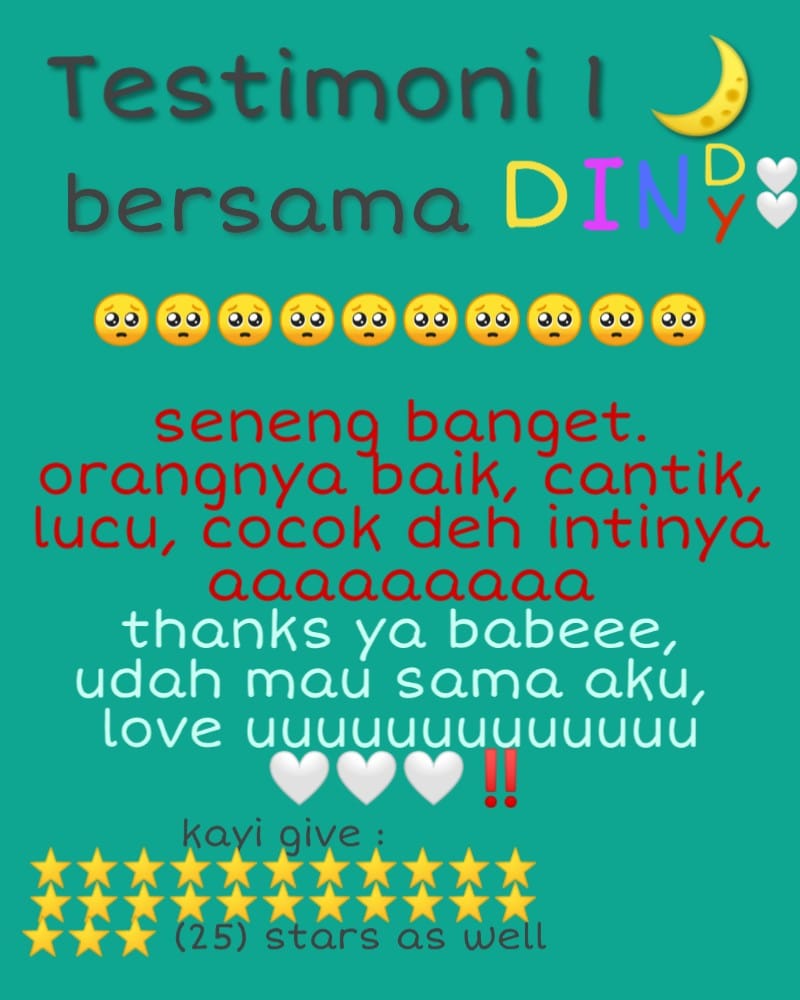 Testimoni 1 🌙
bersama DINDY🤍🤍
🥺🥺🥺🥺🥺🥺🥺🥺🥺🥺
seneng banget.
orangnya baik, cantik,
lucu, cocok deh intinya
aaaaaaaaaa
thanks ya babeee,
udah mau sama aku,
love uuuuuuuuuuuuu
🤍🤍🤍‼️
kayi give :
⭐⭐⭐⭐⭐⭐⭐⭐⭐⭐⭐
⭐⭐⭐⭐⭐⭐⭐⭐⭐⭐⭐
⭐⭐⭐ (25) stars as well